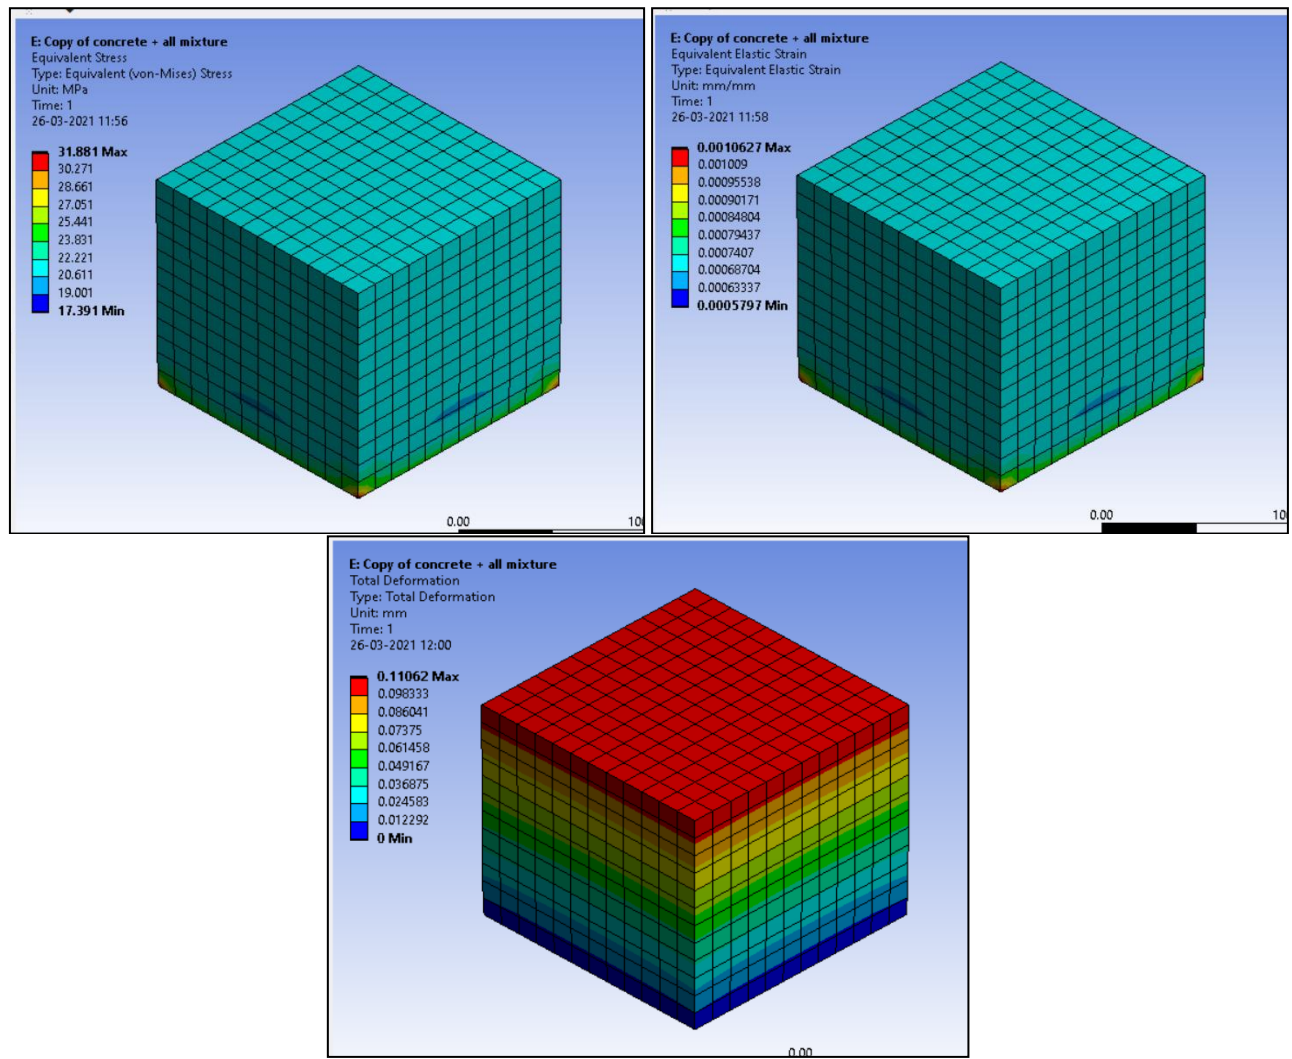 E: Copy of concrete + all mixture
Equivalent Stress
Type: Equivalent (von-Mises) Stress
Unit: MPa
Time: 1
26-03-2021 11:56
31.881 Max
30.271
28.661
27.051
25.441
23.831
22.221
20.611
19.001
17.391 Min
0.00
10
E: Copy of concrete + all mixture
Equivalent Elastic Strain
Type: Equivalent Elastic Strain
Unit: mm/mm
Time: 1
26-03-2021 11:58
0.0010627 Max
0.001009
0.00095538
0.00090171
0.00084804
0.00079437
0.0007407
0.00068704
0.00063337
0.0005797 Min
0.00
10
E: Copy of concrete + all mixture
Total Deformation
Type: Total Deformation
Unit: mm
Time: 1
26-03-2021 12:00
0.11062 Max
0.098333
0.086041
0.07375
0.061458
0.049167
0.036875
0.024583
0.012292
0 Min
0.00